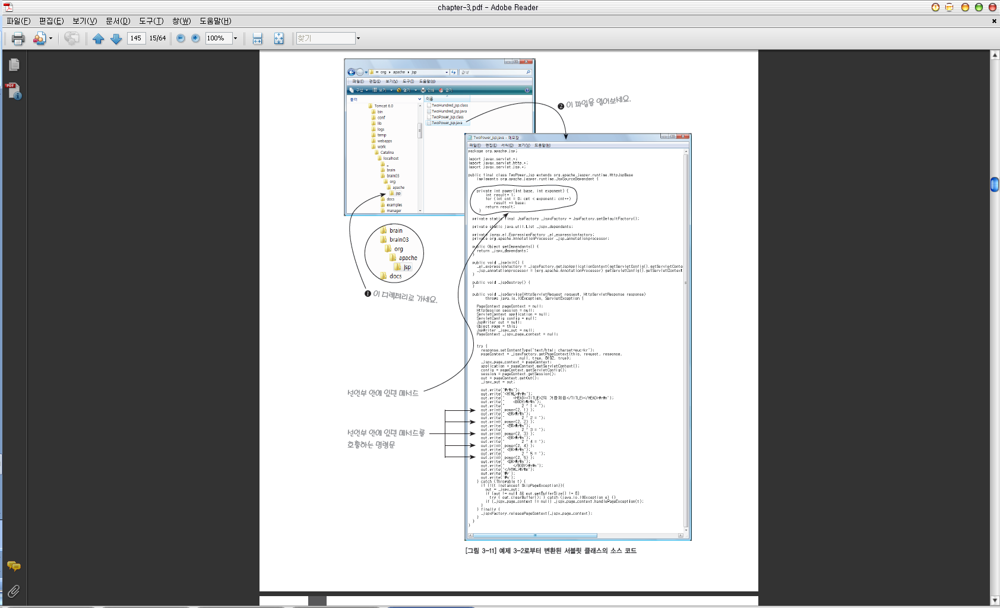 chapter-3.pdf - Adobe Reader
파일(F) 편집(E) 보기(V) 문서(D) 도구(T) 창(W) 도움말(H)
145 15/64 100% 찾기
« org ▸ apache ▸ jsp 검색
파일(F) 편집(E) 보기(V) 도구(T) 도움말(H)
구성 보기 열기 인쇄 굽기
폴더 이름
Tomcat 6.0
bin
conf
lib
logs
temp
webapps
work
Catalina
localhost
_
brain
brain03
org
apache
jsp
docs
examples
manager
TwoHundred_jsp.class
TwoHundred_jsp.java
TwoPower_jsp.class
TwoPower_jsp.java
❷ 이 파일을 열어보세요.
brain
brain03
org
apache
jsp
docs
❶ 이 디렉터리로 가세요.
TwoPower_jsp.java - 메모장
파일(F) 편집(E) 서식(O) 보기(V) 도움말(H)
package org.apache.jsp;
import javax.servlet.*;
import javax.servlet.http.*;
import javax.servlet.jsp.*;
public final class TwoPower_jsp extends org.apache.jasper.runtime.HttpJspBase
implements org.apache.jasper.runtime.JspSourceDependent {
private int power(int base, int exponent) {
int result= 1;
for (int cnt = 0; cnt < exponent; cnt++)
result *= base;
return result;
}
private static final JspFactory _jspxFactory = JspFactory.getDefaultFactory();
private static java.util.List _jspx_dependants;
private javax.el.ExpressionFactory _el_expressionfactory;
private org.apache.AnnotationProcessor _jsp_annotationprocessor;
public Object getDependants() {
return _jspx_dependants;
}
public void _jspInit() {
_el_expressionfactory = _jspxFactory.getJspApplicationContext(getServletConfig().getServletConte
_jsp_annotationprocessor = (org.apache.AnnotationProcessor) getServletConfig().getServletContext
}
public void _jspDestroy() {
}
public void _jspService(HttpServletRequest request, HttpServletResponse response)
throws java.io.IOException, ServletException {
PageContext pageContext = null;
HttpSession session = null;
ServletContext application = null;
ServletConfig config = null;
JspWriter out = null;
Object page = this;
JspWriter _jspx_out = null;
PageContext _jspx_page_context = null;
try {
response.setContentType("text/html; charset=euc-kr");
pageContext = _jspxFactory.getPageContext(this, request, response,
null, true, 8192, true);
_jspx_page_context = pageContext;
application = pageContext.getServletContext();
config = pageContext.getServletConfig();
session = pageContext.getSession();
out = pageContext.getOut();
_jspx_out = out;
out.write("₩r₩n");
out.write("<HTML>₩r₩n");
out.write("    <HEAD><TITLE>2의 거듭제곱</TITLE></HEAD>₩r₩n");
out.write("    <BODY>₩r₩n");
out.write("        2 ^ 1 = ");
out.print( power(2, 1) );
out.write(" <BR>₩r₩n");
out.write("        2 ^ 2 = ");
out.print( power(2, 2) );
out.write(" <BR>₩r₩n");
out.write("        2 ^ 3 = ");
out.print( power(2, 3) );
out.write(" <BR>₩r₩n");
out.write("        2 ^ 4 = ");
out.print( power(2, 4) );
out.write(" <BR>₩r₩n");
out.write("        2 ^ 5 = ");
out.print( power(2, 5) );
out.write(" <BR>₩r₩n");
out.write("    </BODY>₩r₩n");
out.write("</HTML>₩r₩n");
out.write('₩r');
out.write('₩n');
} catch (Throwable t) {
if (!(t instanceof SkipPageException)){
out = _jspx_out;
if (out != null && out.getBufferSize() != 0)
try { out.clearBuffer(); } catch (java.io.IOException e) {}
if (_jspx_page_context != null) _jspx_page_context.handlePageException(t);
}
} finally {
_jspxFactory.releasePageContext(_jspx_page_context);
}
}
}
선언부 안에 있던 메서드
선언부 안에 있던 메서드를
호출하는 명령문
[그림 3-11] 예제 3-2로부터 변환된 서블릿 클래스의 소스 코드